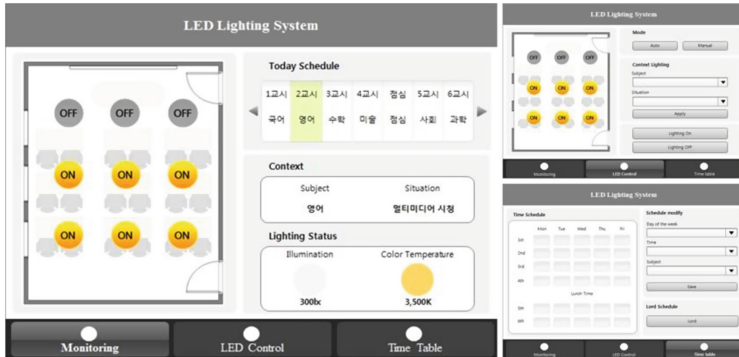 LED Lighting System
Today Schedule
1교시 2교시 3교시 4교시 점심 5교시 6교시
국어 영어 수학 미술 점심 사회 과학
OFF OFF OFF
ON ON ON
ON ON ON
Context
Subject Situation
영어 멀티미디어 시청
Lighting Status
Illumination Color Temperature
300lx 3,500K
Monitoring LED Control Time Table
LED Lighting System
OFF OFF OFF
ON ON ON
ON ON ON
Mode
Auto Manual
Context Lighting
Subject
Situation
Apply
Lighting On
Lighting OFF
Monitoring LED Control Time table
LED Lighting System
Time Schedule
Mon Tue Wed Thu Fri
1st
2nd
3rd
4th
Lunch Time
5th
6th
Schedule modify
Day of the week
Time
Subject
Save
Lord Schedule
Lord
Monitoring LED Control Time table